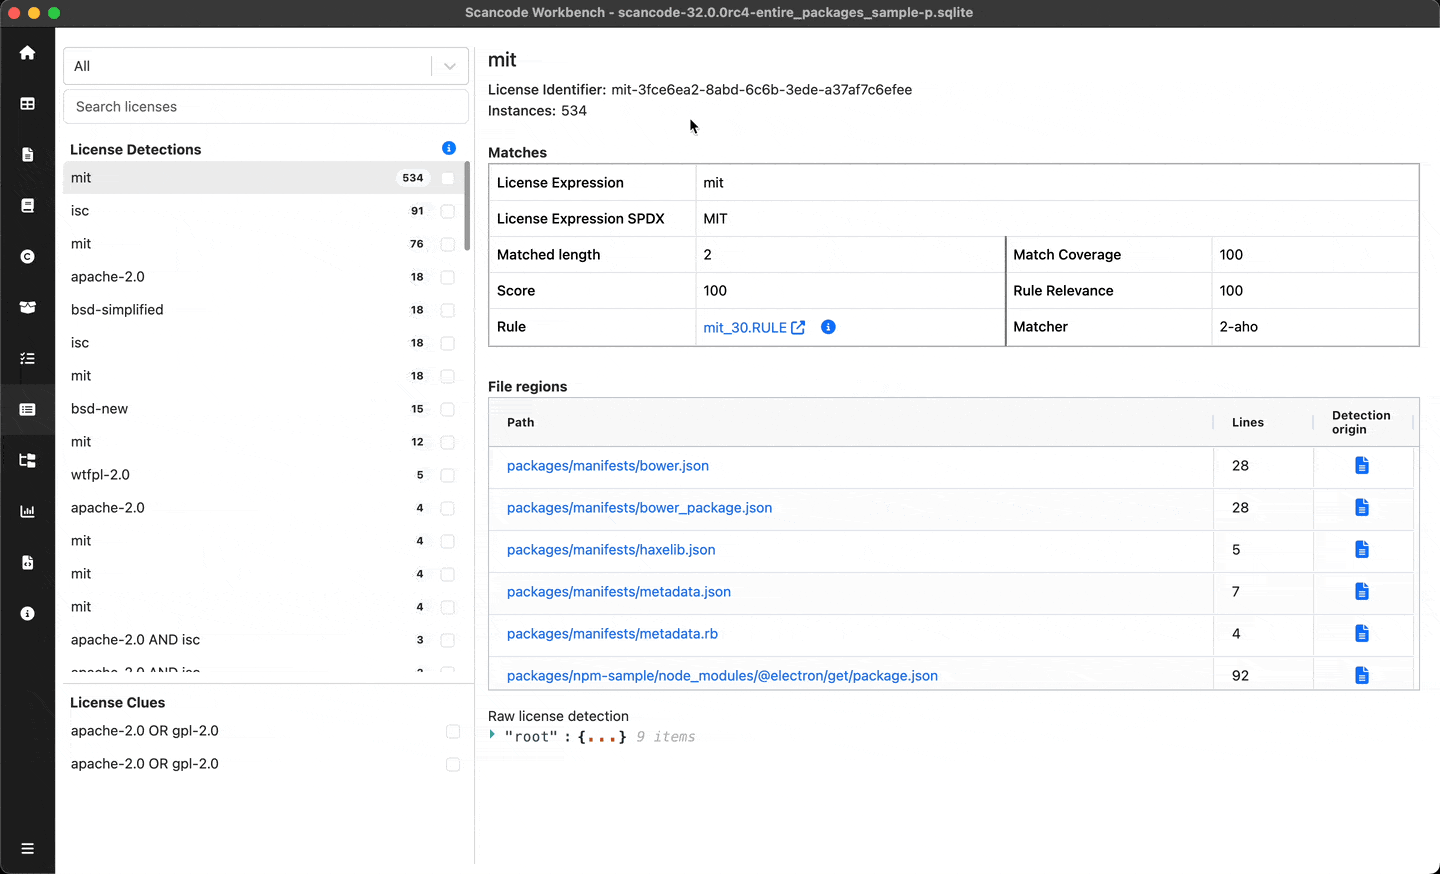 Scancode Workbench - scancode-32.0.0rc4-entire_packages_sample-p.sqlite
All
Search licenses
License Detections
mit 534
isc 91
mit 76
apache-2.0 18
bsd-simplified 18
isc 18
mit 18
bsd-new 15
mit 12
wtfpl-2.0 5
apache-2.0 4
mit 4
mit 4
mit 4
apache-2.0 AND isc 3
apache-2.0 AND isc
License Clues
apache-2.0 OR gpl-2.0
apache-2.0 OR gpl-2.0
mit
License Identifier: mit-3fce6ea2-8abd-6c6b-3ede-a37af7c6efee
Instances: 534
Matches
License Expression mit
License Expression SPDX MIT
Matched length 2 Match Coverage 100
Score 100 Rule Relevance 100
Rule mit_30.RULE Matcher 2-aho
File regions
Path Lines Detection origin
packages/manifests/bower.json 28
packages/manifests/bower_package.json 28
packages/manifests/haxelib.json 5
packages/manifests/metadata.json 7
packages/manifests/metadata.rb 4
packages/npm-sample/node_modules/@electron/get/package.json 92
Raw license detection
"root" : {...} 9 items